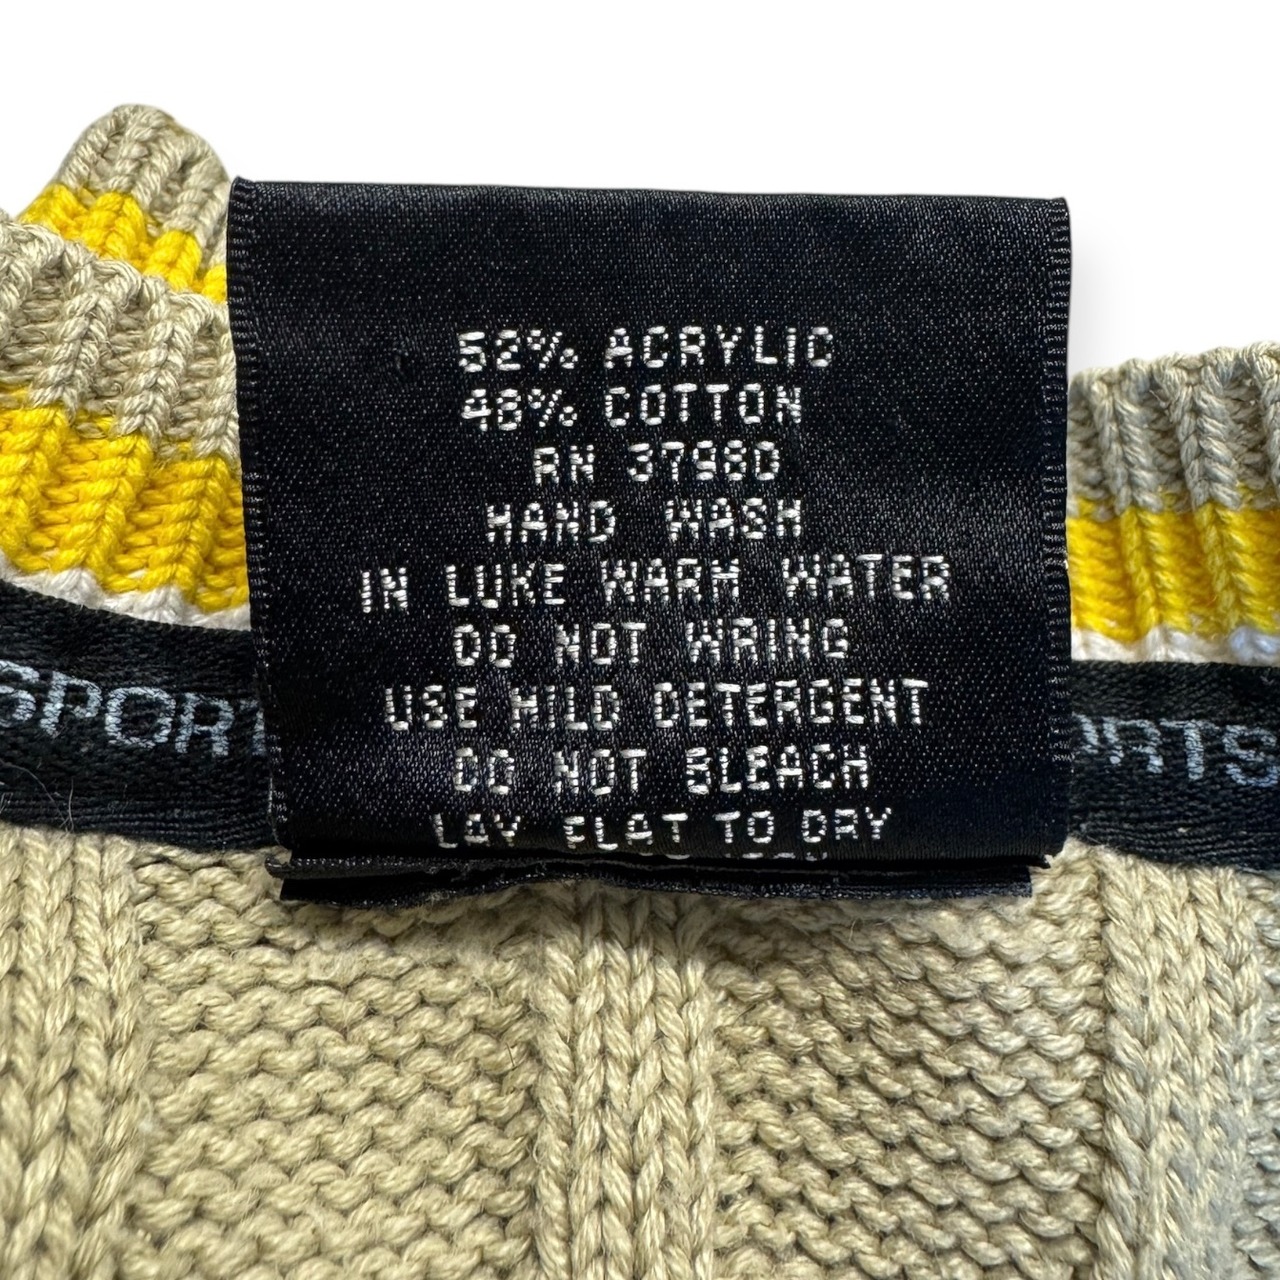 52% ACRYLIC
48% COTTON
RN 37980
HAND WASH
IN LUKE WARM WATER
DO NOT WRING
USE MILD DETERGENT
DO NOT BLEACH
LAY FLAT TO DRY
SPORT
RTS